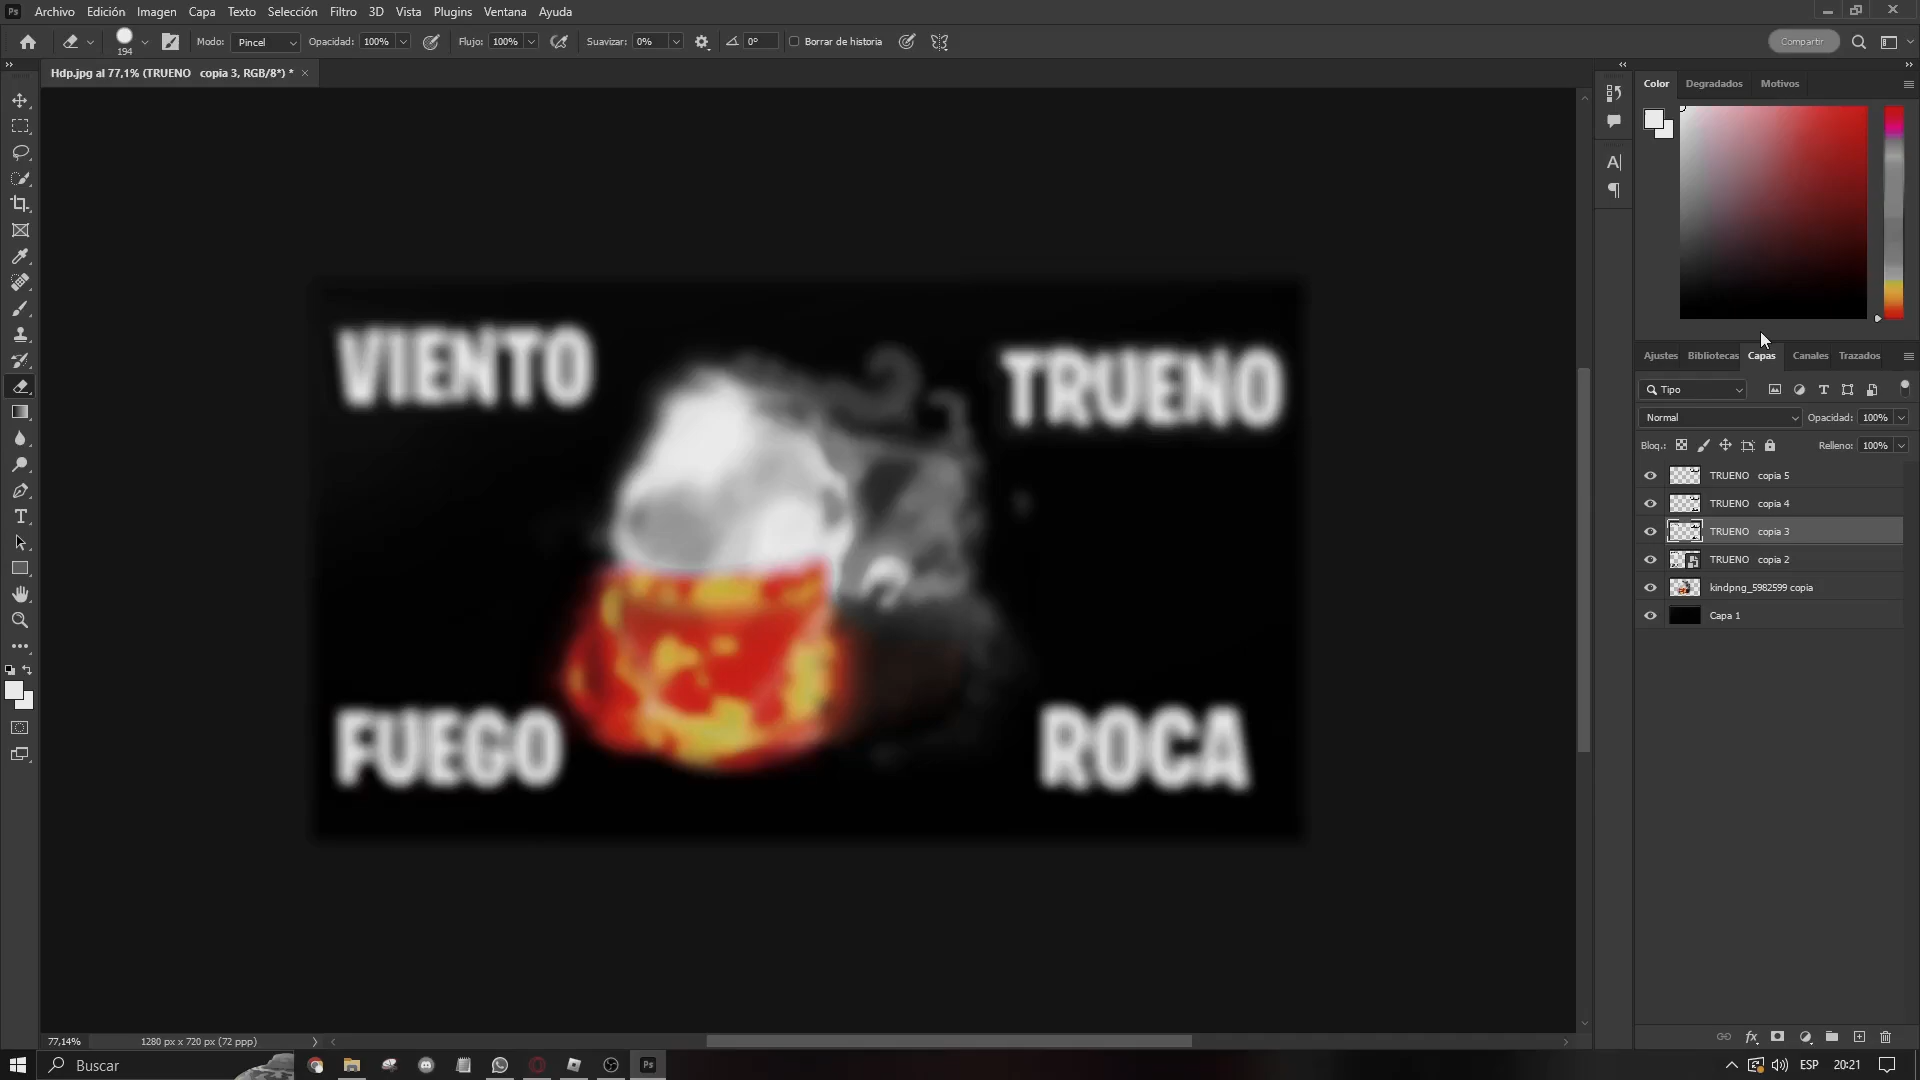 Ps Archivo Edición Imagen Capa Texto Selección Filtro 3D Vista Plugins Ventana Ayuda
194 Modo: Pincel Opacidad: 100% Flujo: 100% Suavizar: 0% 0° Borrar de historia Compartir
Hdp.jpg al 77,1% (TRUENO copia 3, RGB/8*) *
Color Degradados Motivos
VIENTO
TRUENO
FUEGO
ROCA
Ajustes Bibliotecas Capas Canales Trazados
Tipo
Normal Opacidad: 100%
Bloq.: Relleno: 100%
TRUENO copia 5
TRUENO copia 4
TRUENO copia 3
TRUENO copia 2
kindpng_5982599 copia
Capa 1
fx
77,14% 1280 px x 720 px (72 ppp)
Buscar Ps ESP 20:21